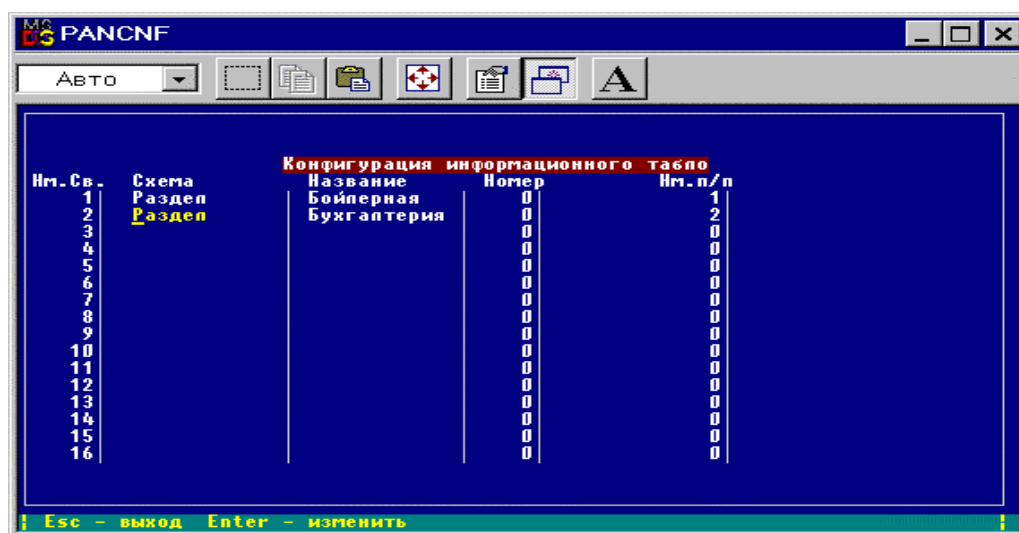 PANCNF
Авто
A
Конфигурация информационного табло
Нм.Св. Схема Название Номер Нм.п/п
1 Раздел Бойлерная 0 1
2 Раздел Бухгалтерия 0 2
3 0 0
4 0 0
5 0 0
6 0 0
7 0 0
8 0 0
9 0 0
10 0 0
11 0 0
12 0 0
13 0 0
14 0 0
15 0 0
16 0 0
Esc - выход Enter - изменить